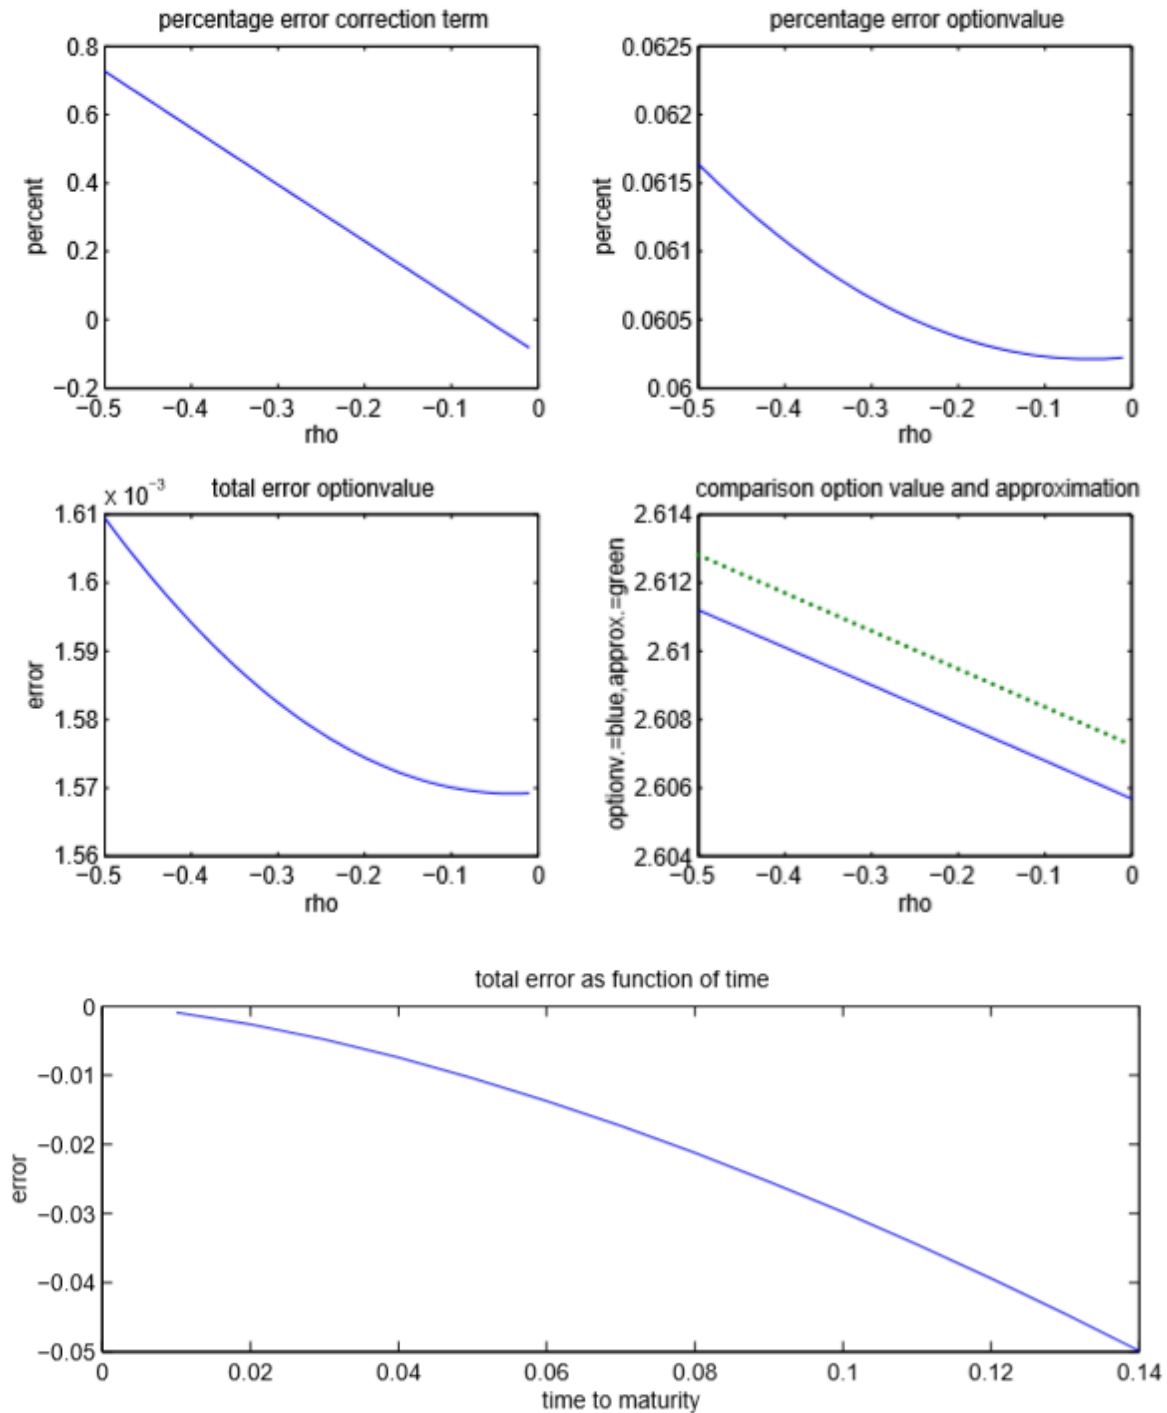 percentage error correction term
percentage error optionvalue
0.8
0.6
0.4
0.2
0
−0.2
percent
−0.5 −0.4 −0.3 −0.2 −0.1 0
rho
0.0625
0.062
0.0615
0.061
0.0605
0.06
percent
−0.5 −0.4 −0.3 −0.2 −0.1 0
rho
x 10⁻³
total error optionvalue
1.61
1.6
1.59
1.58
1.57
1.56
error
−0.5 −0.4 −0.3 −0.2 −0.1 0
rho
comparison option value and approximation
2.614
2.612
2.61
2.608
2.606
2.604
optionv.=blue,approx.=green
−0.5 −0.4 −0.3 −0.2 −0.1 0
rho
total error as function of time
0
−0.01
−0.02
−0.03
−0.04
−0.05
error
0 0.02 0.04 0.06 0.08 0.1 0.12 0.14
time to maturity